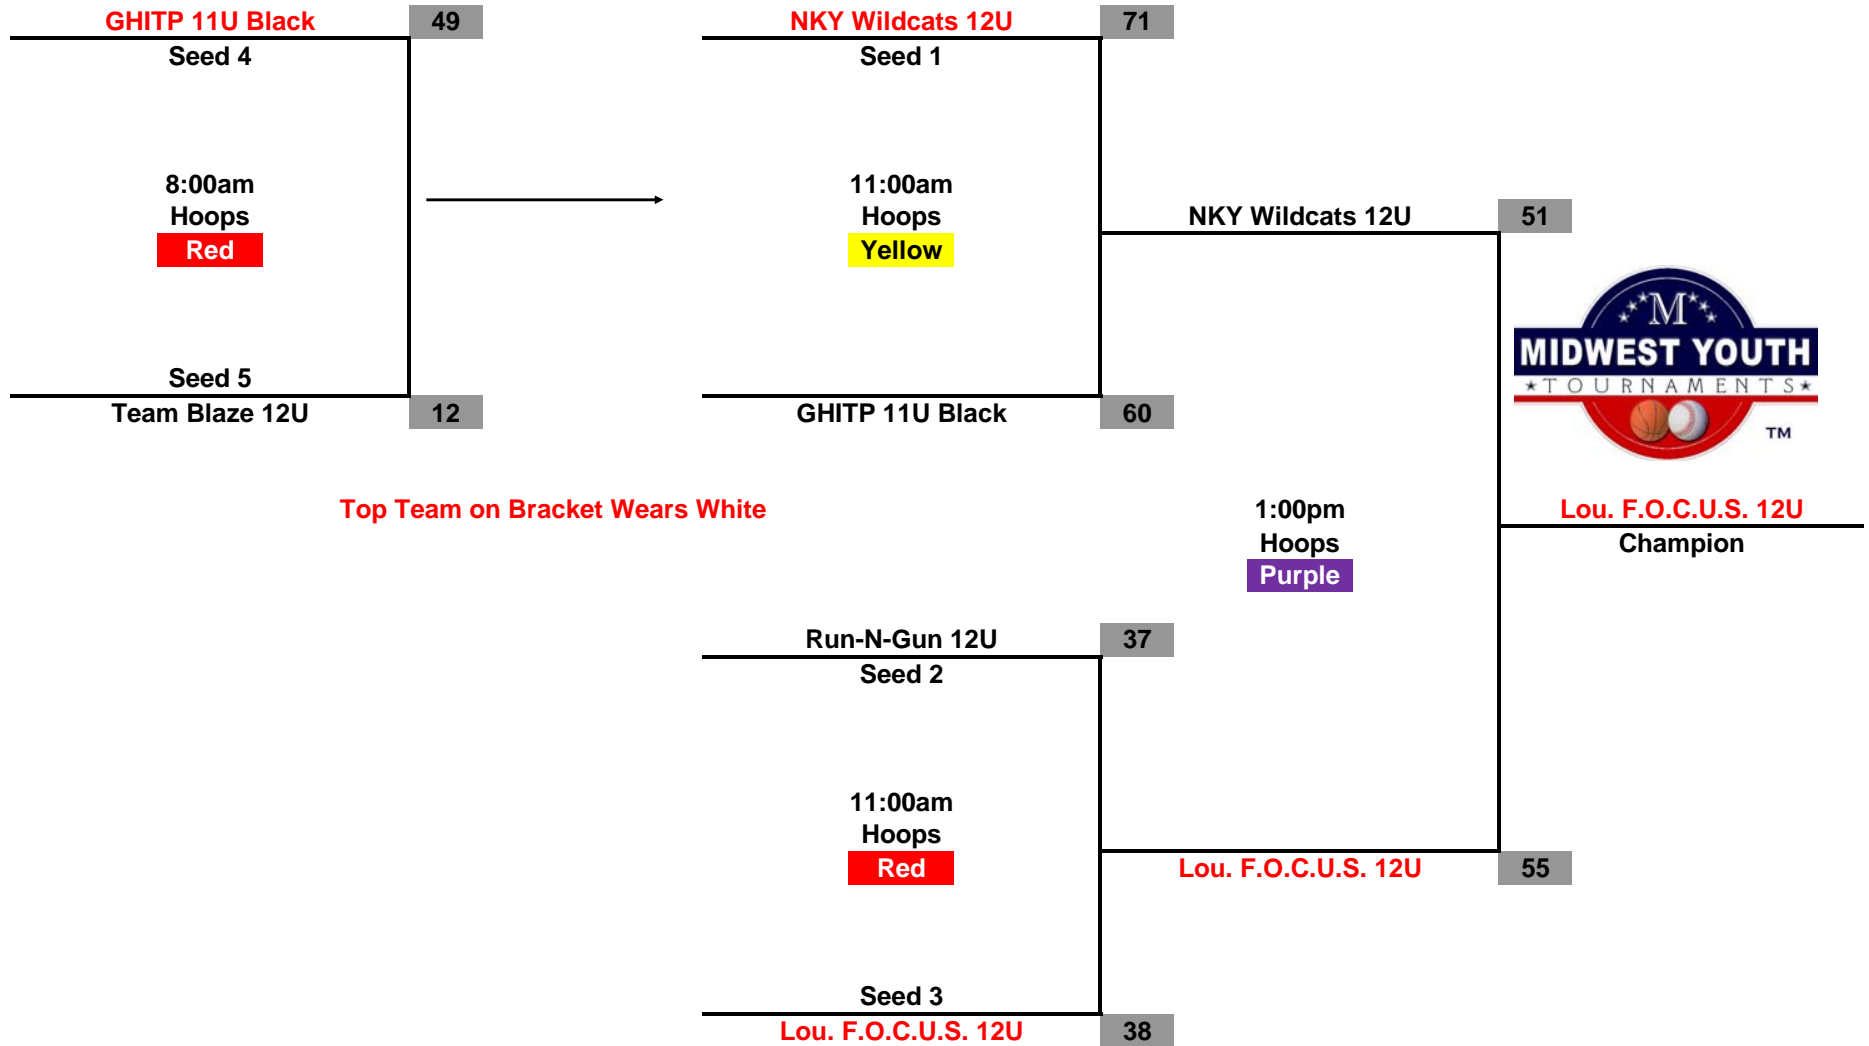 GHITP 11U Black 49
Seed 4
8:00am
Hoops
Red
Seed 5
Team Blaze 12U 12
NKY Wildcats 12U 71
Seed 1
11:00am
Hoops
Yellow
GHITP 11U Black 60
NKY Wildcats 12U 51
M
MIDWEST YOUTH
TOURNAMENTS
TM
Top Team on Bracket Wears White
1:00pm
Hoops
Purple
Lou. F.O.C.U.S. 12U
Champion
Run-N-Gun 12U 37
Seed 2
11:00am
Hoops
Red
Lou. F.O.C.U.S. 12U 55
Seed 3
Lou. F.O.C.U.S. 12U 38